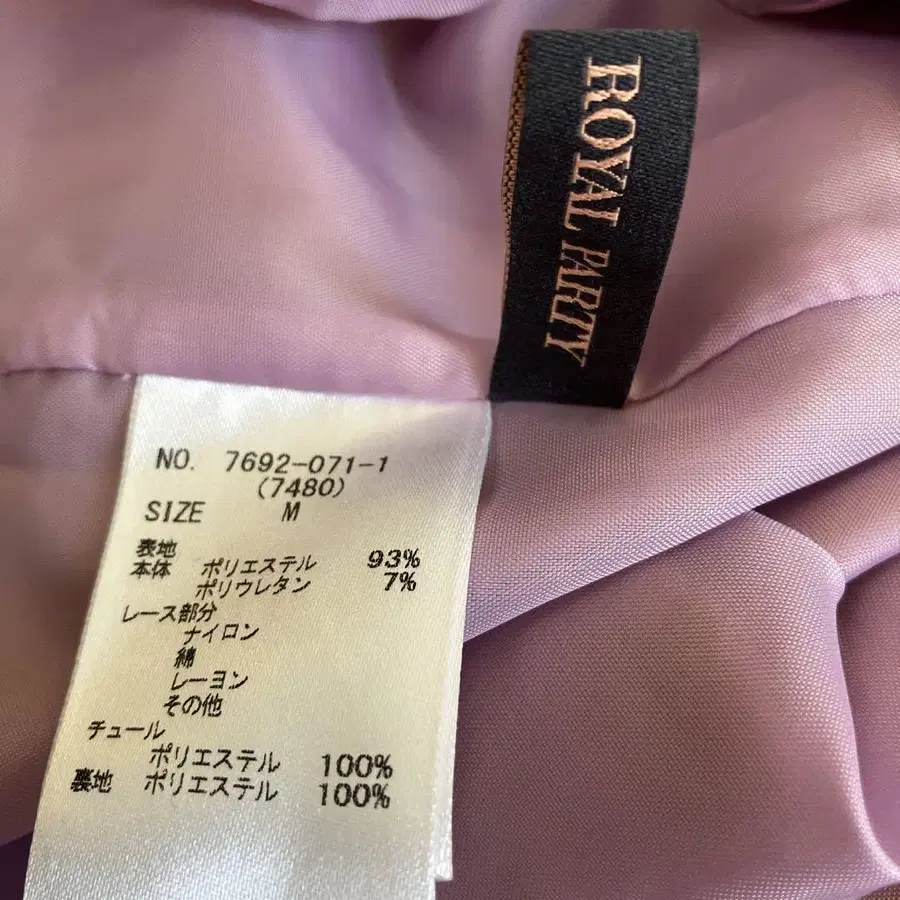 ROYAL PARTY
NO. 7692-071-1
(7480)
SIZE M
表地
本体 ポリエステル 93%
ポリウレタン 7%
レース部分
ナイロン
綿
レーヨン
その他
チュール
ポリエステル 100%
裏地 ポリエステル 100%